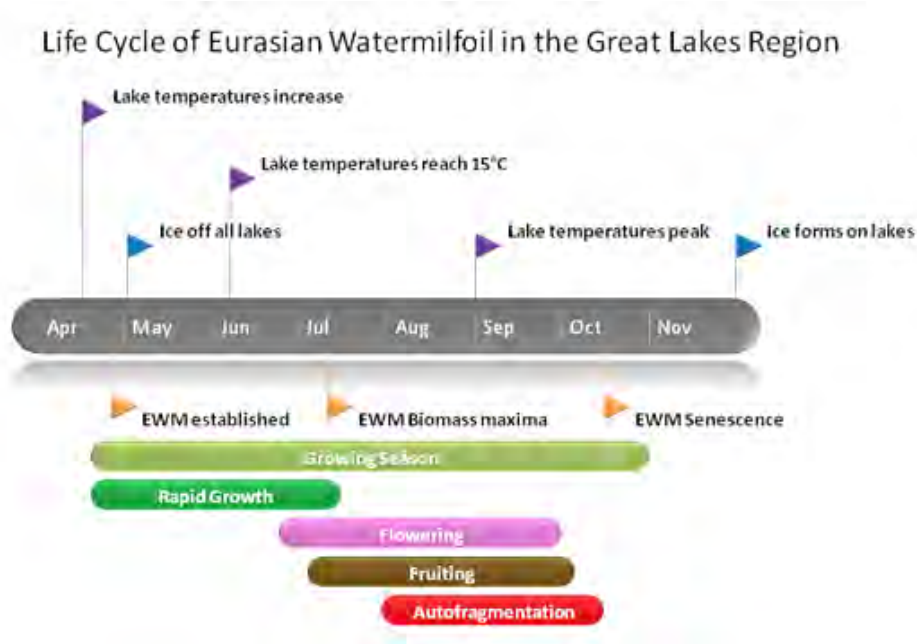 Life Cycle of Eurasian Watermilfoil in the Great Lakes Region
Lake temperatures increase
Lake temperatures reach 15°C
Ice off all lakes
Lake temperatures peak
Ice forms on lakes
Apr May Jun Jul Aug Sep Oct Nov
EWM established
EWM Biomass maxima
EWM Senescence
Growing Season
Rapid Growth
Flowering
Fruiting
Autofragmentation